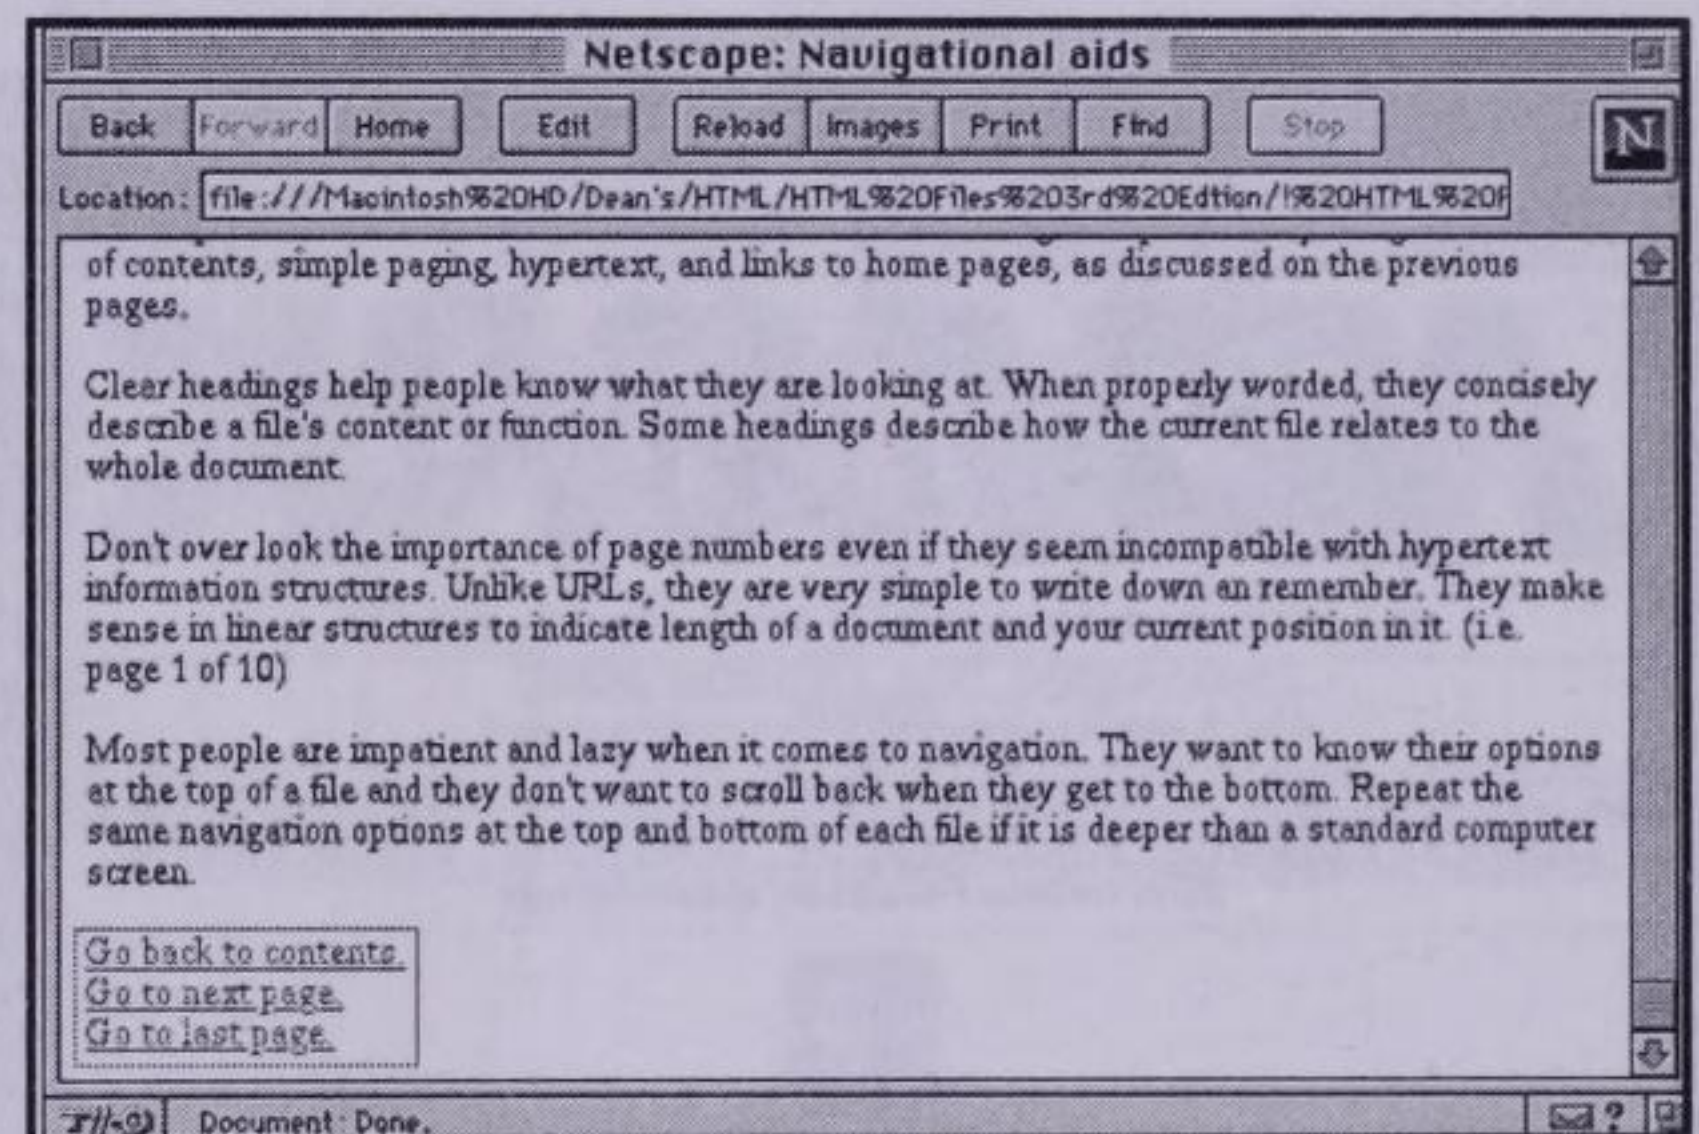 Netscape: Navigational aids
Back Forward Home Edit Reload Images Print Find Stop N
Location: file:///Macintosh%20HD/Dean's/HTML/HTML%20Files%203rd%20Edtion/!%20HTML%20F
of contents, simple paging, hypertext, and links to home pages, as discussed on the previous
pages.
Clear headings help people know what they are looking at. When properly worded, they concisely
describe a file's content or function. Some headings describe how the current file relates to the
whole document.
Don't over look the importance of page numbers even if they seem incompatible with hypertext
information structures. Unlike URLs, they are very simple to write down an remember. They make
sense in linear structures to indicate length of a document and your current position in it. (i.e.
page 1 of 10)
Most people are impatient and lazy when it comes to navigation. They want to know their options
at the top of a file and they don't want to scroll back when they get to the bottom. Repeat the
same navigation options at the top and bottom of each file if it is deeper than a standard computer
screen.
Go back to contents.
Go to next page.
Go to last page.
Document: Done. ?